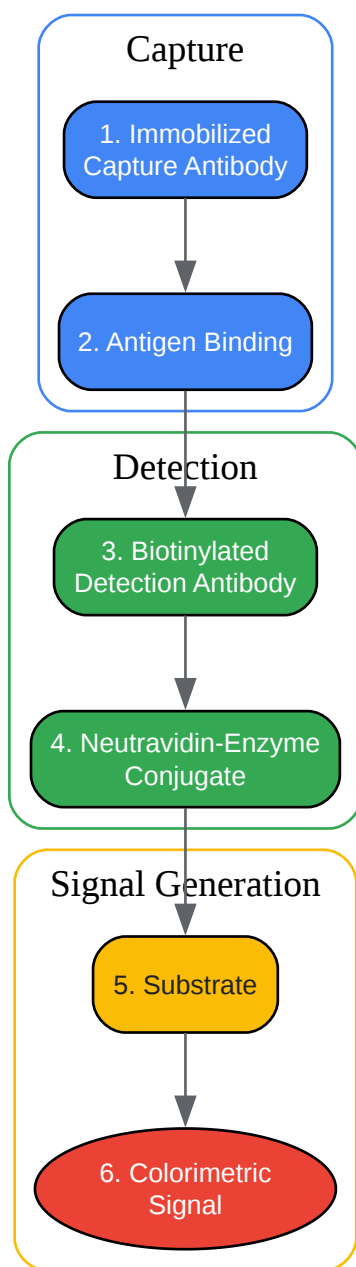 Capture
1. Immobilized
Capture Antibody
2. Antigen Binding
Detection
3. Biotinylated
Detection Antibody
4. Neutravidin-Enzyme
Conjugate
Signal Generation
5. Substrate
6. Colorimetric
Signal